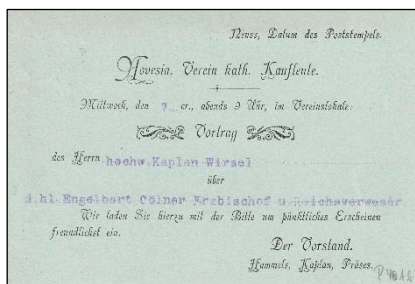 Neuss, Datum des Poststempels.
Novesia, Verein kath. Kaufleute.
Mittwoch, den 7. cr., abends 9 Uhr, im Vereinslokale:
Vortrag
des Herrn hochw. Kaplan Wirsel
über
d.hl Engelbert Cölner Erzbischof u Reichsverweser
Wir laden Sie hierzu mit der Bitte um pünktliches Erscheinen
freundlichst ein.
Der Vorstand.
Hammels, Kaplan, Präses.